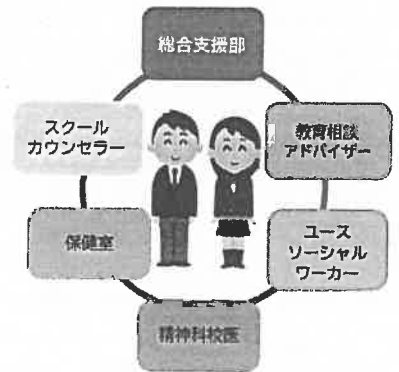 総合支援部
スクール
カウンセラー
教育相談
アドバイザー
保健室
ユース
ソーシャル
ワーカー
精神科校医